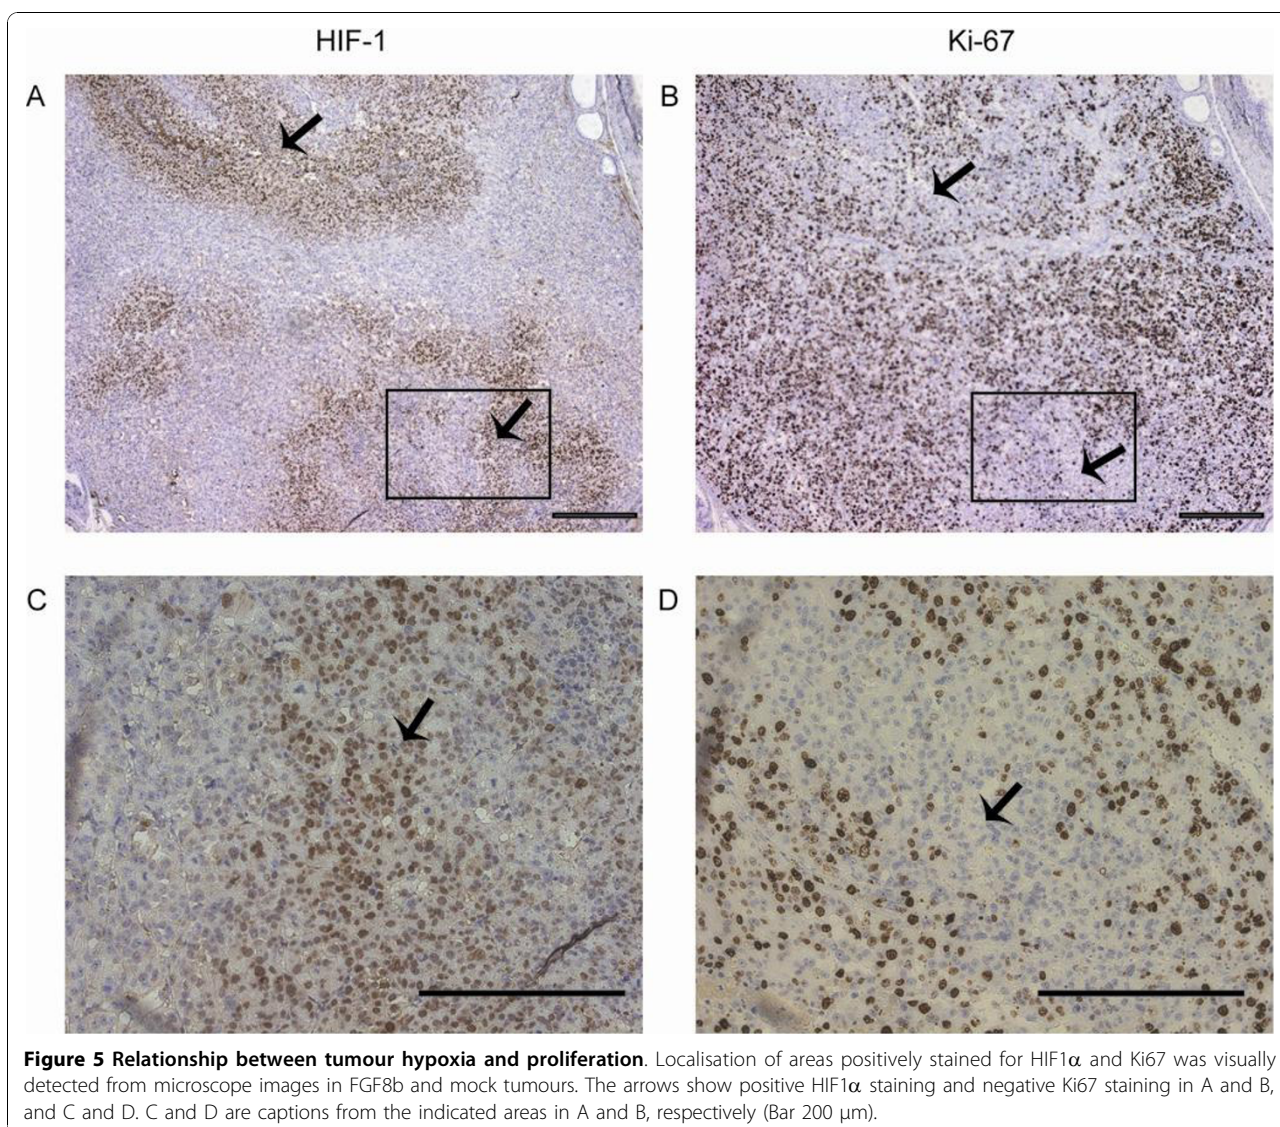 HIF-1
Ki-67
A
B
C
D
Figure 5 Relationship between tumour hypoxia and proliferation. Localisation of areas positively stained for HIF1α and Ki67 was visually
detected from microscope images in FGF8b and mock tumours. The arrows show positive HIF1α staining and negative Ki67 staining in A and B,
and C and D. C and D are captions from the indicated areas in A and B, respectively (Bar 200 μm).